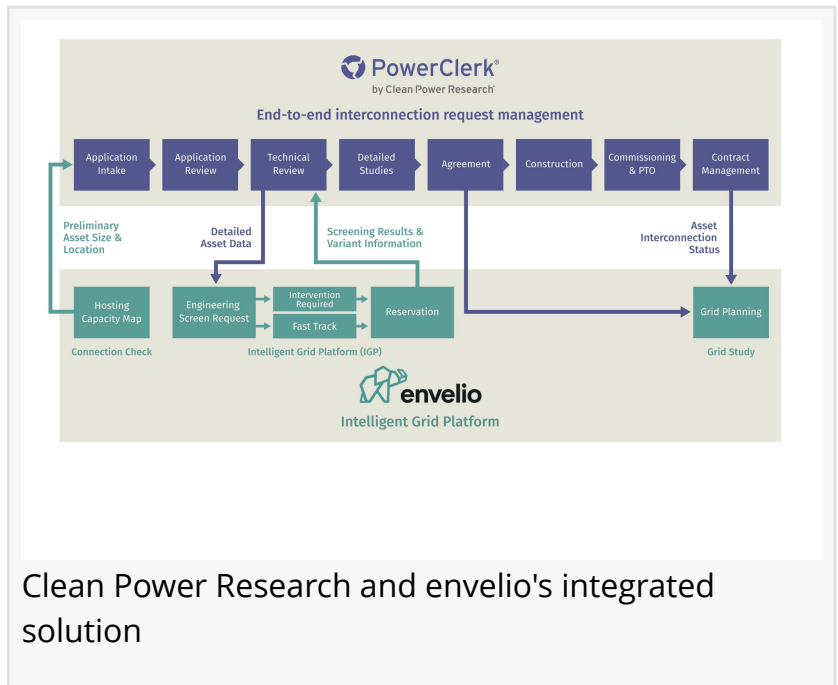 PowerClerk®
by Clean Power Research®
End-to-end interconnection request management
Application
Intake
Application
Review
Technical
Review
Detailed
Studies
Agreement
Construction
Commissioning
& PTO
Contract
Management
Preliminary
Asset Size &
Location
Detailed
Asset Data
Screening Results &
Variant Information
Asset
Interconnection
Status
Hosting
Capacity Map
Engineering
Screen Request
Intervention
Required
Fast Track
Reservation
Grid Planning
Connection Check
Intelligent Grid Platform (IGP)
Grid Study
envelio
Intelligent Grid Platform
Clean Power Research and envelio's integrated
solution